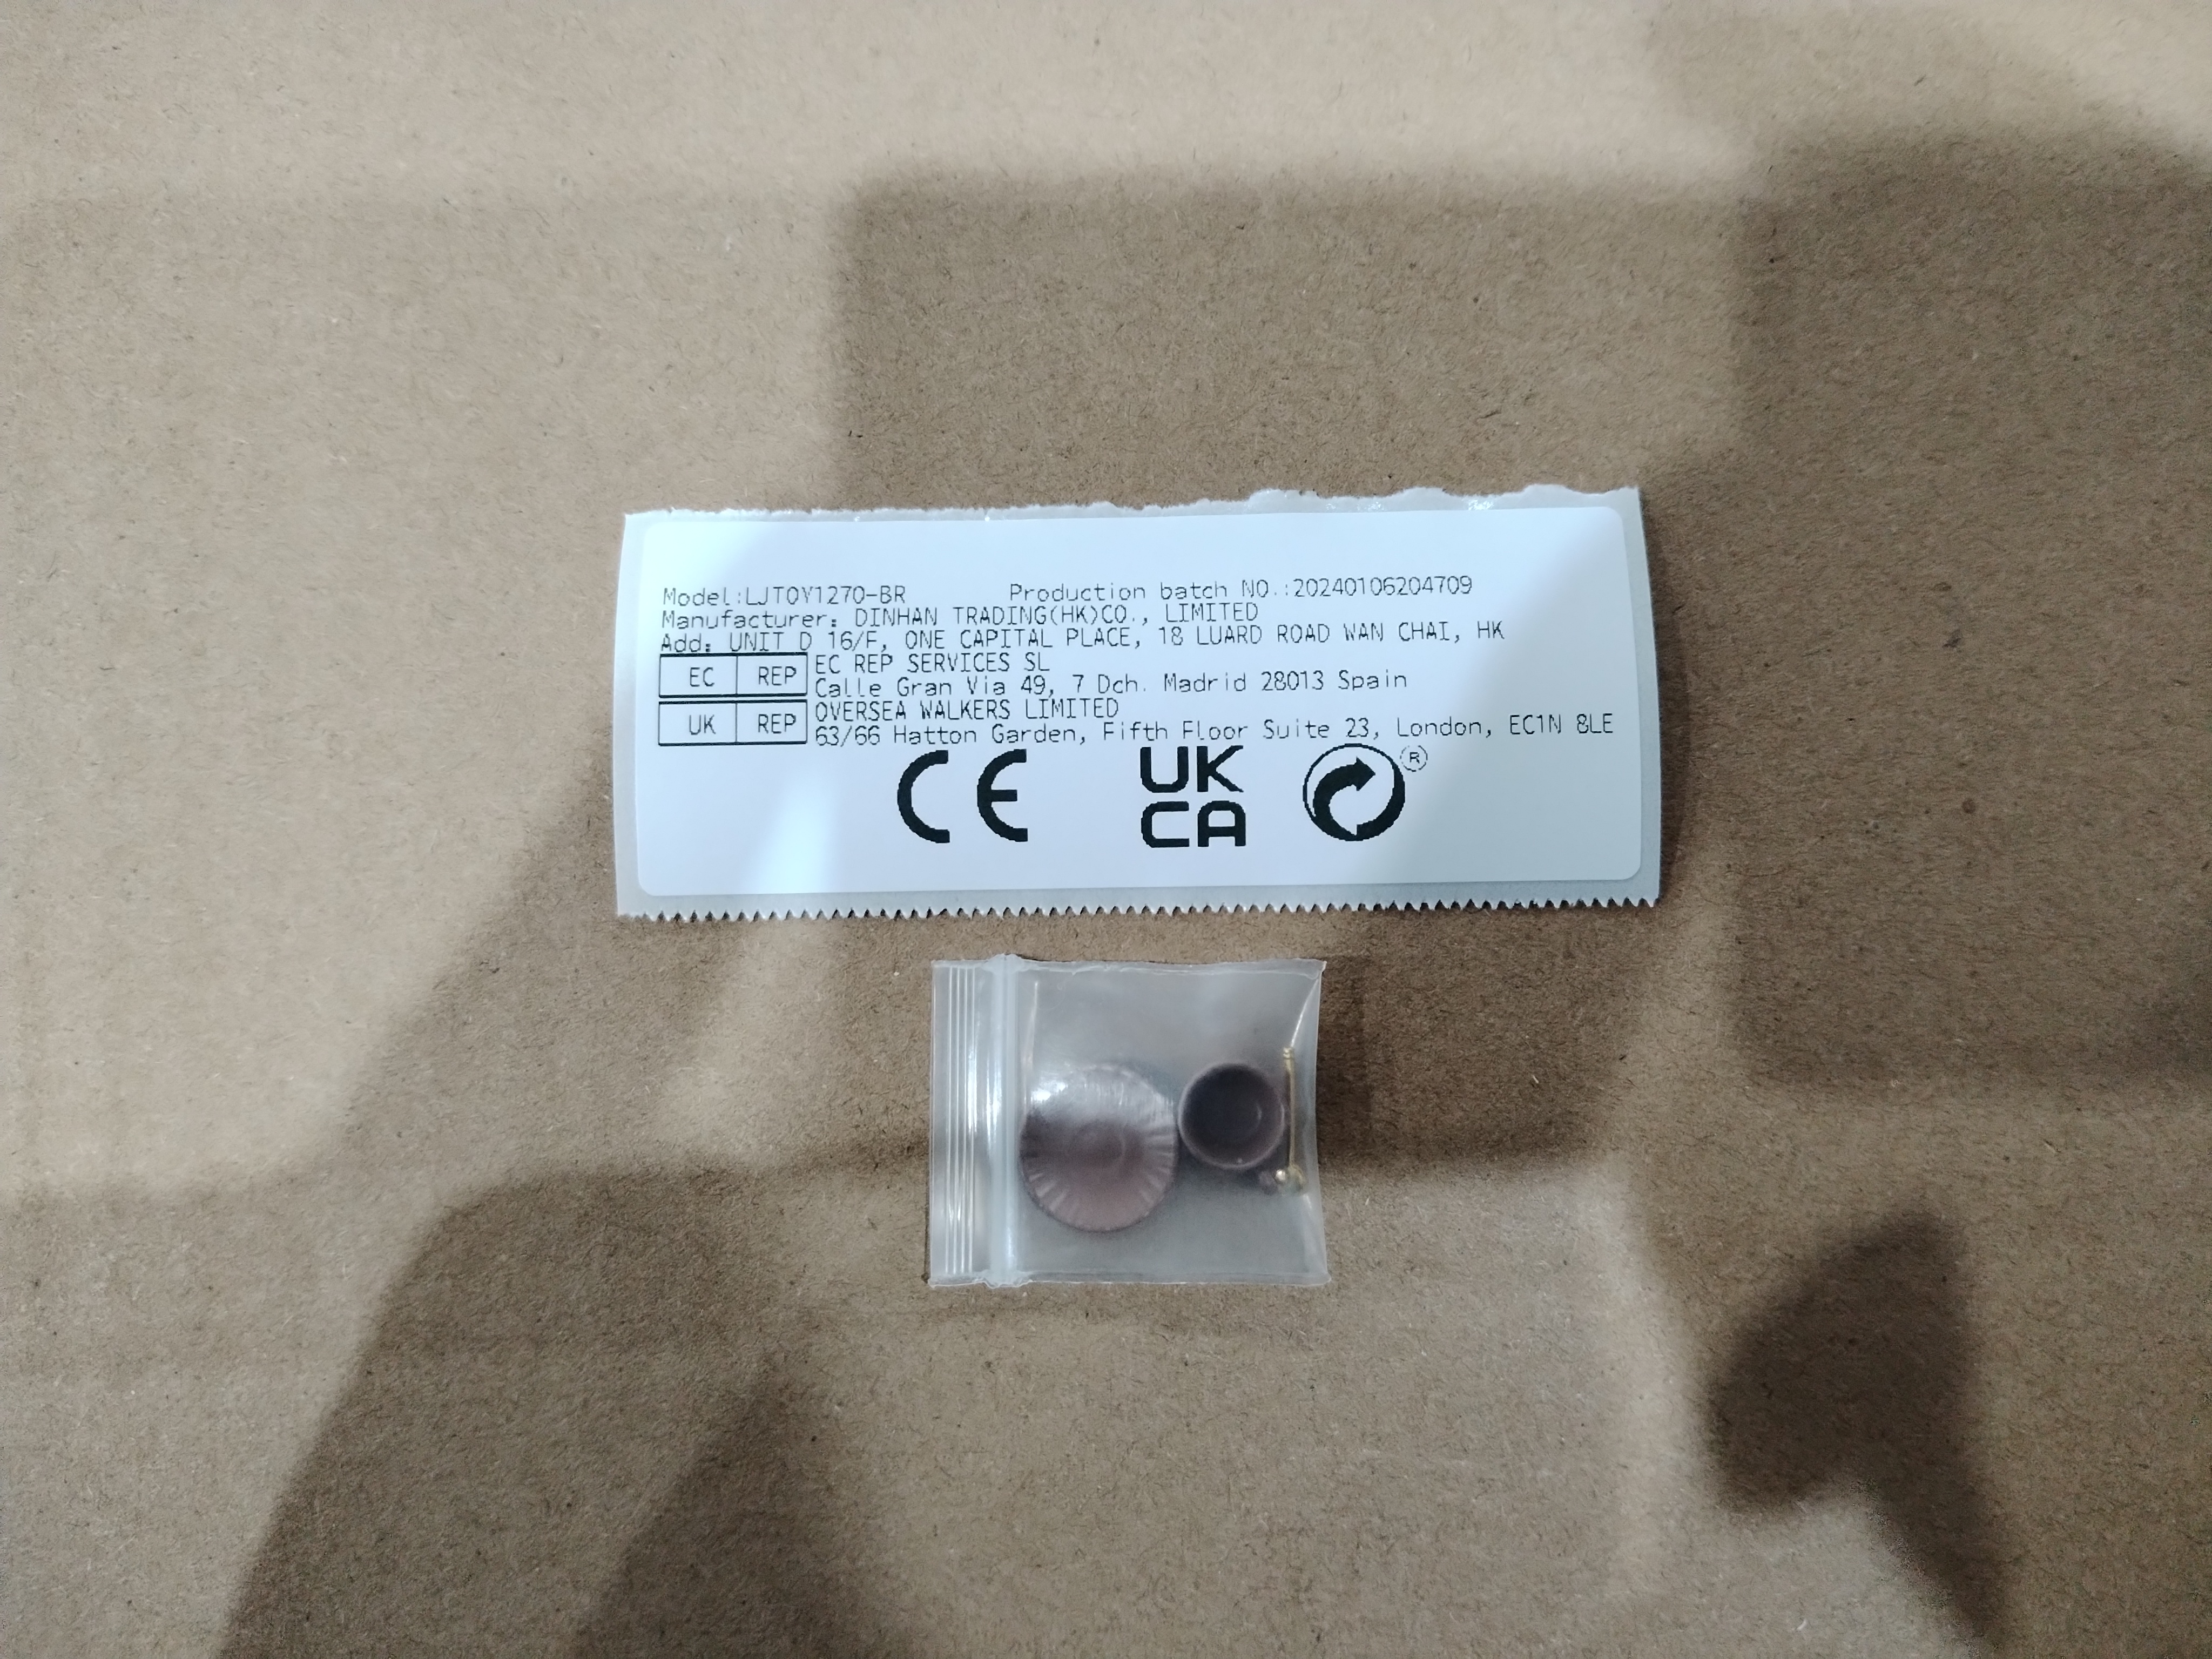 Model:LJTOY1270-BR Production batch NO.:20240106204709
Manufacturer: DINHAN TRADING(HK)CO., LIMITED
Add: UNIT D 16/F, ONE CAPITAL PLACE, 18 LUARD ROAD WAN CHAI, HK
EC REP EC REP SERVICES SL
Calle Gran Via 49, 7 Dch. Madrid 28013 Spain
UK REP OVERSEA WALKERS LIMITED
63/66 Hatton Garden, Fifth Floor Suite 23, London, EC1N 8LE
CE UK ®
CA